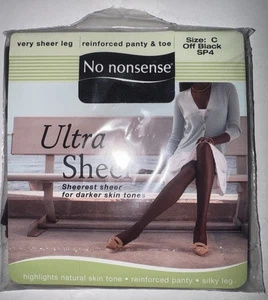 very sheer leg reinforced panty & toe
Size: C
Off Black
SP4
No nonsense®
Ultra
Sheer
Sheerest sheer
for darker skin tones
highlights natural skin tone • reinforced panty • silky leg